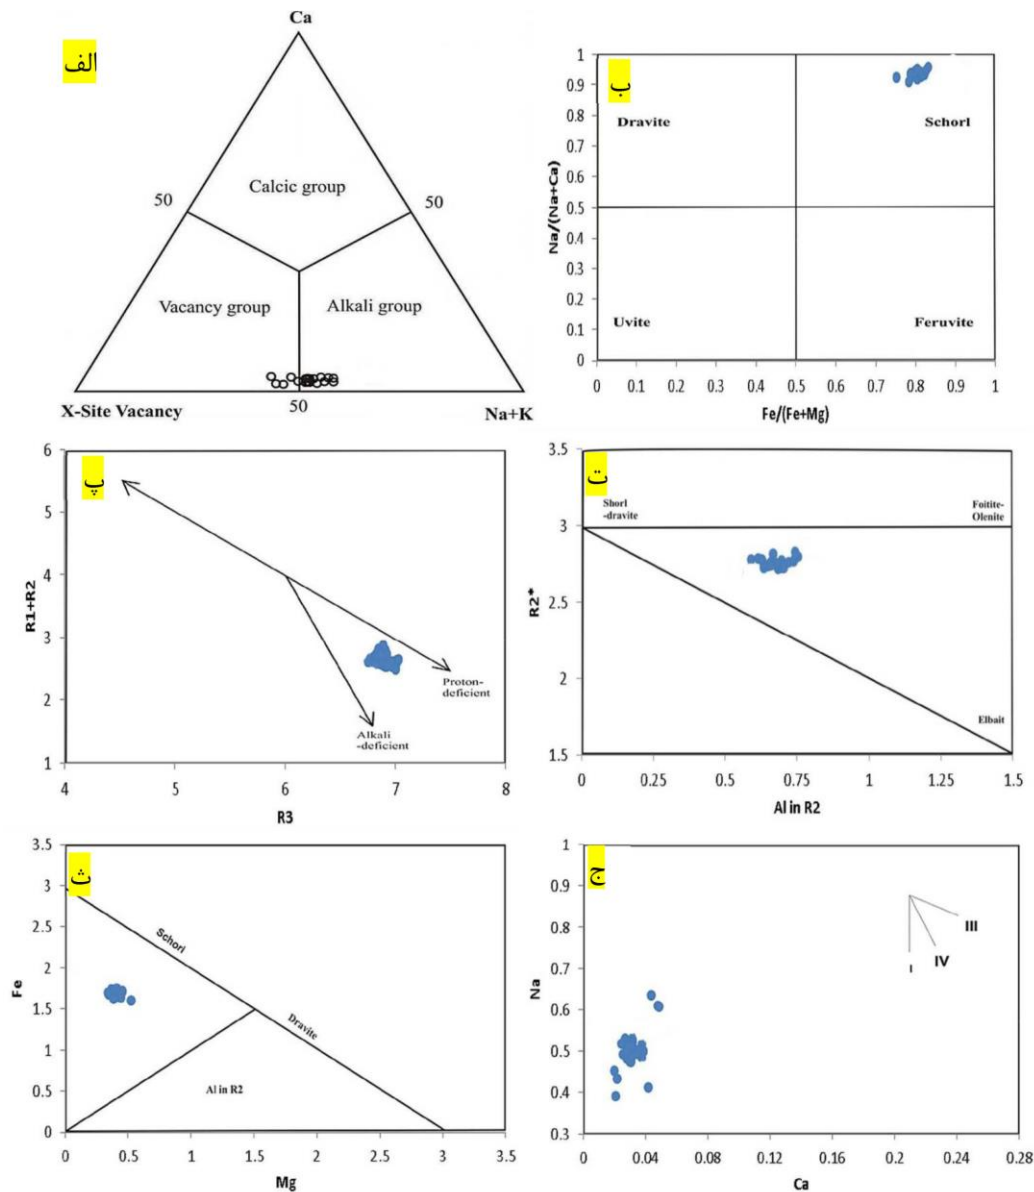 الف
Ca
50
50
Calcic group
Vacancy group
Alkali group
X-Site Vacancy
50
Na+K
ب
Na/(Na+Ca)
1
0.9
0.8
0.7
0.6
0.5
0.4
0.3
0.2
0.1
0
Dravite
Schorl
Uvite
Feruvite
0 0.1 0.2 0.3 0.4 0.5 0.6 0.7 0.8 0.9 1
Fe/(Fe+Mg)
پ
R1+R2
6
5
4
3
2
1
Proton-
deficient
Alkali
-deficient
4 5 6 7 8
R3
ت
R2*
3.5
3
2.5
2
1.5
Shorl
-dravite
Foitite-
Olenite
Elbait
0 0.25 0.5 0.75 1 1.25 1.5
Al in R2
ث
Fe
3.5
3
2.5
2
1.5
1
0.5
0
Schorl
Dravite
Al in R2
0 0.5 1 1.5 2 2.5 3 3.5
Mg
ج
Na
1
0.9
0.8
0.7
0.6
0.5
0.4
0.3
III
IV
I
0 0.04 0.08 0.12 0.16 0.2 0.24 0.28
Ca